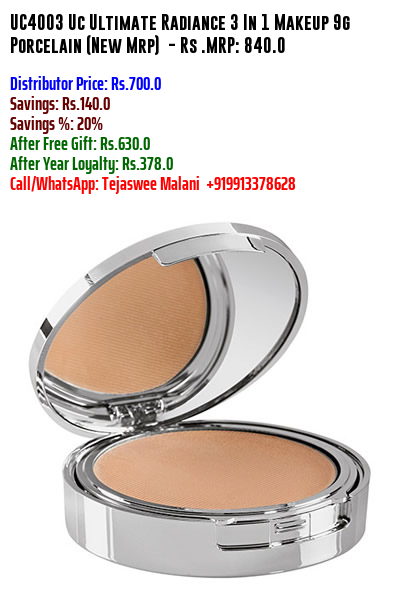 UC4003 Uc Ultimate Radiance 3 In 1 Makeup 9g
Porcelain (New Mrp) - Rs .MRP: 840.0
Distributor Price: Rs.700.0
Savings: Rs.140.0
Savings %: 20%
After Free Gift: Rs.630.0
After Year Loyalty: Rs.378.0
Call/WhatsApp: Tejaswee Malani +919913378628